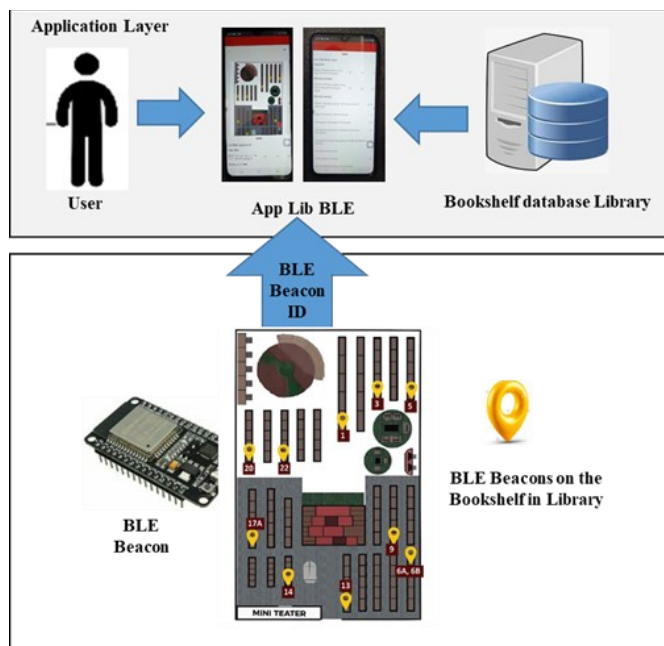 Application Layer
User
App Lib BLE
Bookshelf database Library
BLE
Beacon
ID
3
5
1
20
22
17A
9
6A, 6B
14
13
MINI TEATER
BLE
Beacon
BLE Beacons on the
Bookshelf in Library